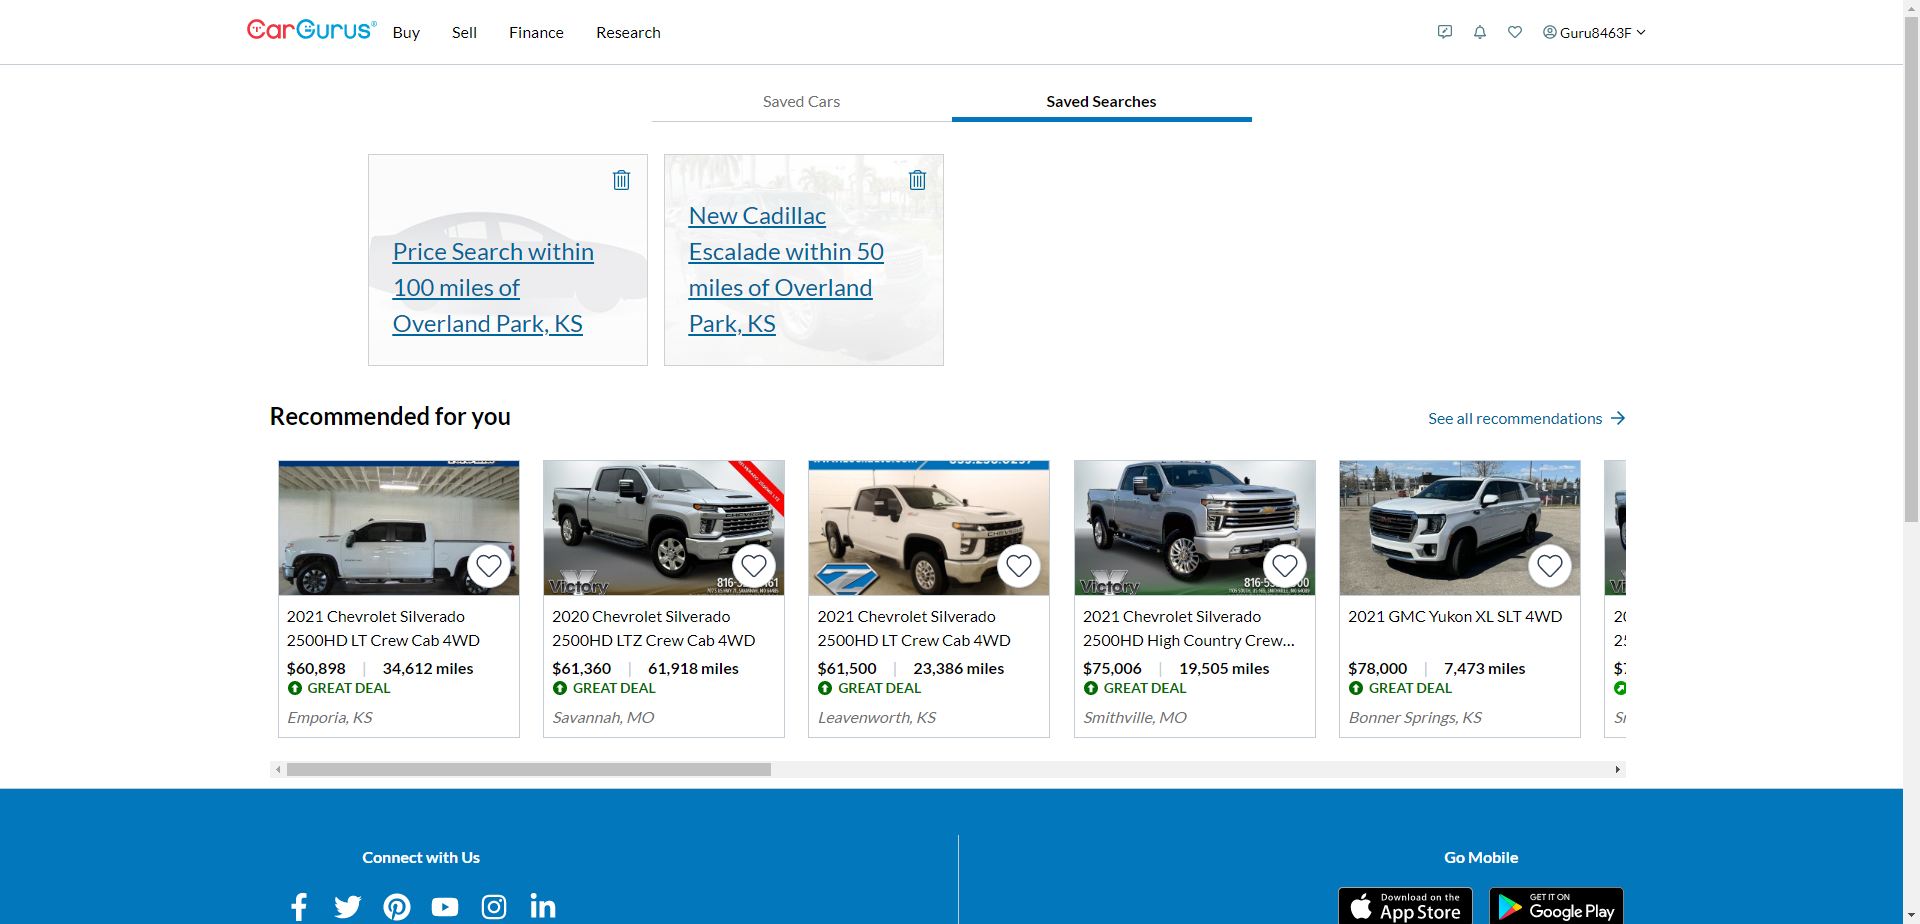 CarGurus®
Buy
Sell
Finance
Research
Guru8463F
Saved Cars
Saved Searches
Price Search within
100 miles of
Overland Park, KS
New Cadillac
Escalade within 50
miles of Overland
Park, KS
Recommended for you
See all recommendations
2021 Chevrolet Silverado
2500HD LT Crew Cab 4WD
$60,898 | 34,612 miles
GREAT DEAL
Emporia, KS
Victory
2020 Chevrolet Silverado
2500HD LTZ Crew Cab 4WD
$61,360 | 61,918 miles
GREAT DEAL
Savannah, MO
2021 Chevrolet Silverado
2500HD LT Crew Cab 4WD
$61,500 | 23,386 miles
GREAT DEAL
Leavenworth, KS
Victory
2021 Chevrolet Silverado
2500HD High Country Crew...
$75,006 | 19,505 miles
GREAT DEAL
Smithville, MO
2021 GMC Yukon XL SLT 4WD
$78,000 | 7,473 miles
GREAT DEAL
Bonner Springs, KS
Connect with Us
Go Mobile
Download on the
App Store
GET IT ON
Google Play